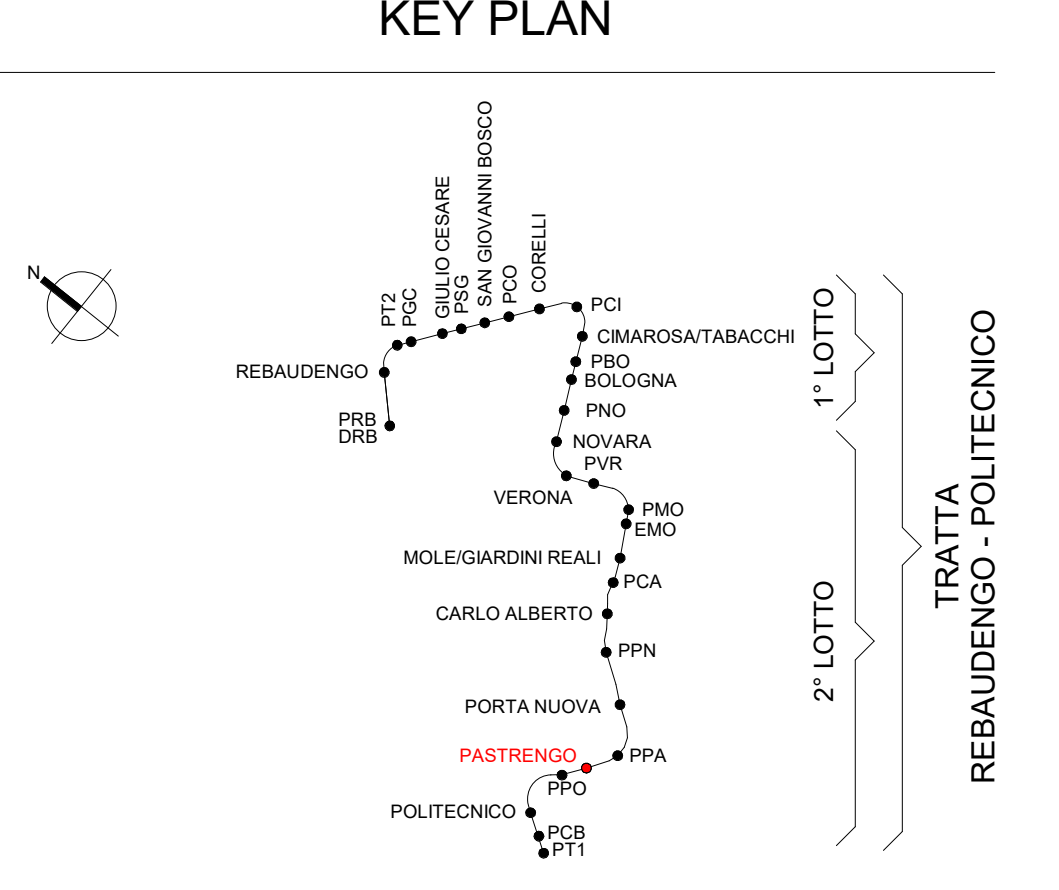 KEY PLAN
N
PT2
PGC
GIULIO CESARE
PSG
SAN GIOVANNI BOSCO
PCO
CORELLI
PCI
CIMAROSA/TABACCHI
PBO
BOLOGNA
PNO
NOVARA
PVR
VERONA
PMO
EMO
MOLE/GIARDINI REALI
PCA
CARLO ALBERTO
PPN
PORTA NUOVA
PASTRENGO
PPA
PPO
POLITECNICO
PCB
PT1
REBAUDENGO
PRB
DRB
1° LOTTO
2° LOTTO
TRATTA
REBAUDENGO - POLITECNICO